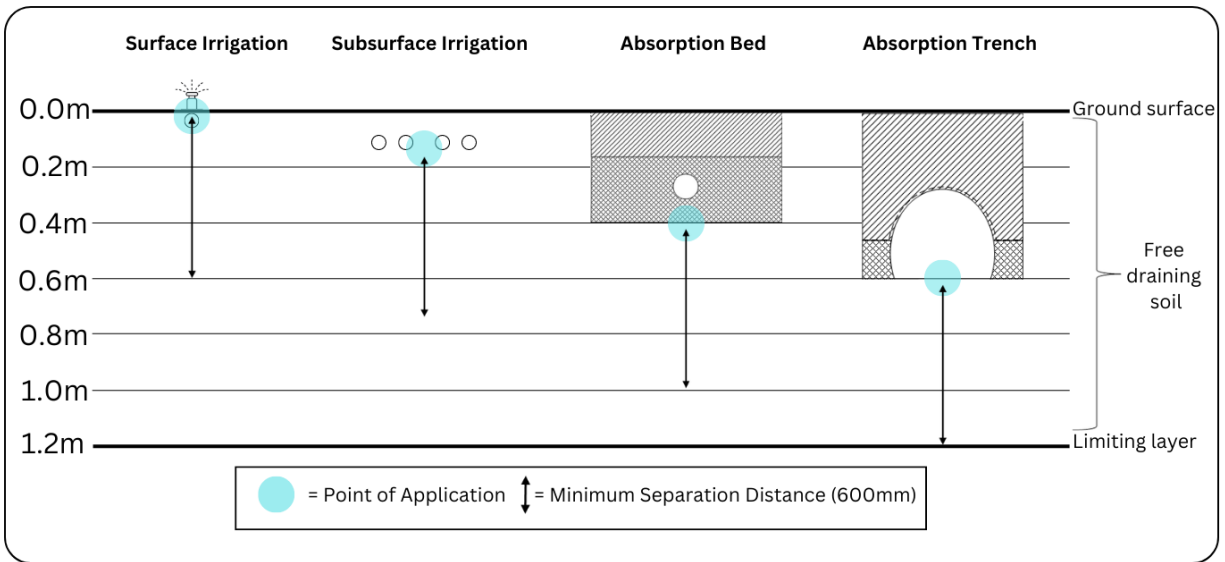 Surface Irrigation
Subsurface Irrigation
Absorption Bed
Absorption Trench
0.0m
Ground surface
0.2m
0.4m
0.6m
Free
draining
soil
0.8m
1.0m
1.2m
Limiting layer
= Point of Application
= Minimum Separation Distance (600mm)